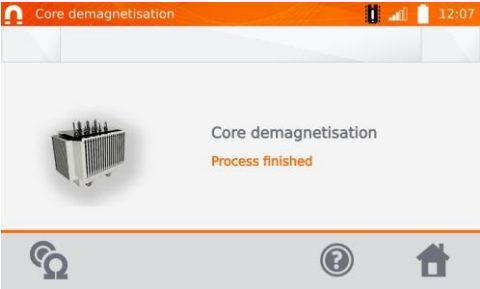 Core demagnetisation
12:07
Core demagnetisation
Process finished